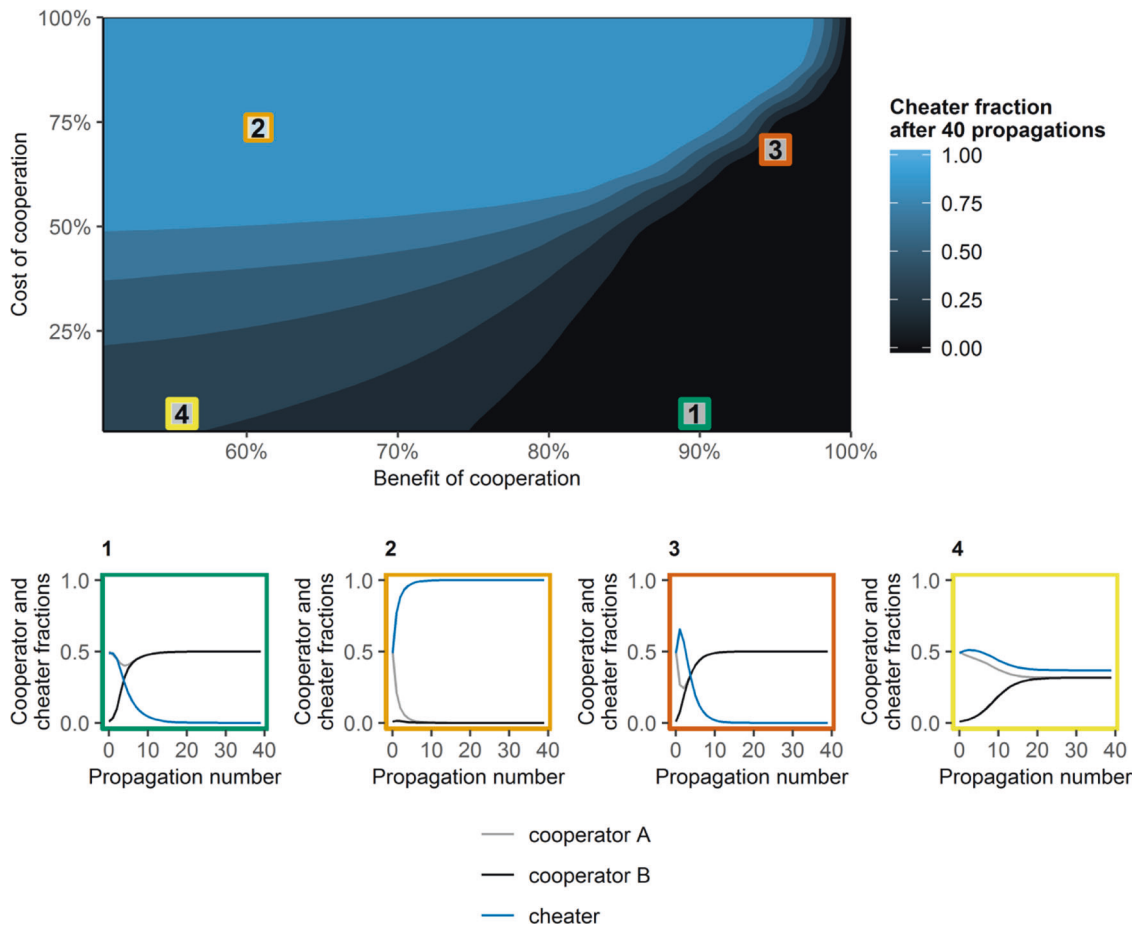 100%
75%
50%
25%
Cost of cooperation
2
3
4
1
60%
70%
80%
90%
100%
Benefit of cooperation
Cheater fraction
after 40 propagations
1.00
0.75
0.50
0.25
0.00
1
Cooperator and
cheater fractions
1.0
0.5
0.0
0 10 20 30 40
Propagation number
2
Cooperator and
cheater fractions
1.0
0.5
0.0
0 10 20 30 40
Propagation number
3
Cooperator and
cheater fractions
1.0
0.5
0.0
0 10 20 30 40
Propagation number
4
Cooperator and
cheater fractions
1.0
0.5
0.0
0 10 20 30 40
Propagation number
cooperator A
cooperator B
cheater